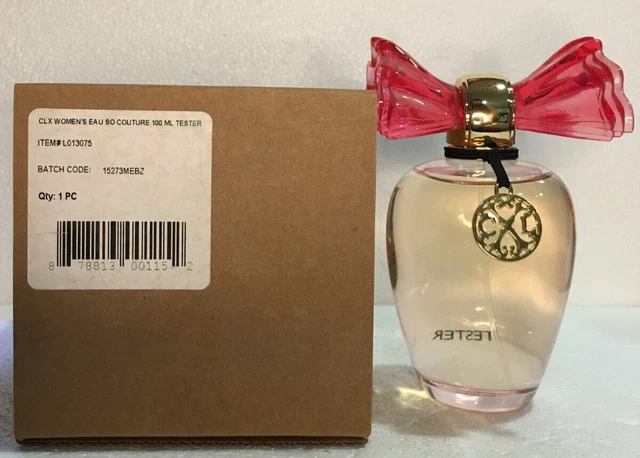 CLX WOMEN'S EAU SO COUTURE 100 ML TESTER
ITEM# L013075
BATCH CODE: 15273MEBZ
Qty: 1 PC
8 78813 00115 2
CXL
TESTER